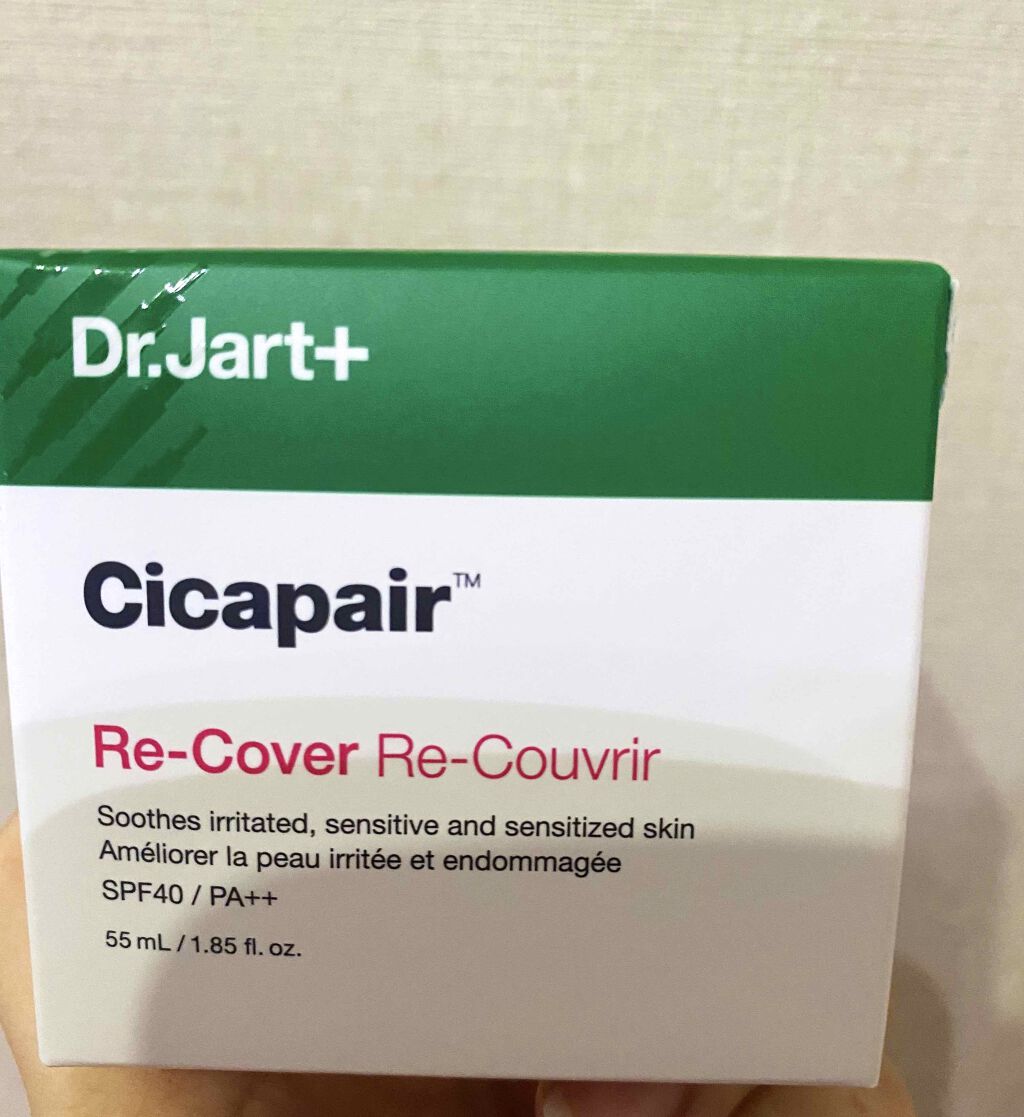 Dr.Jart+
Cicapair™
Re-Cover Re-Couvrir
Soothes irritated, sensitive and sensitized skin
Améliorer la peau irritée et endommagée
SPF40 / PA++
55 mL / 1.85 fl. oz.